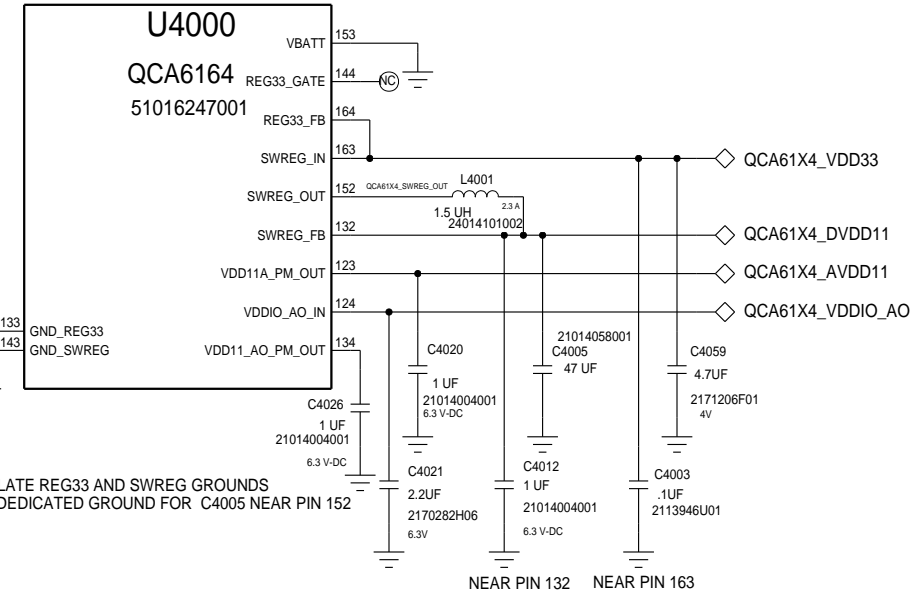 U4000
QCA6164
51016247001
VBATT 153
REG33_GATE 144 NC
REG33_FB 164
SWREG_IN 163
QCA61X4_VDD33
SWREG_OUT 152 QCA61X4_SWREG_OUT L4001
2.3 A
1.5 UH
24014101002
SWREG_FB 132
QCA61X4_DVDD11
VDD11A_PM_OUT 123
QCA61X4_AVDD11
VDDIO_AO_IN 124
QCA61X4_VDDIO_AO
133 GND_REG33
143 GND_SWREG
VDD11_AO_PM_OUT 134
C4020
1 UF
21014004001
6.3 V-DC
21014058001
C4005
47 UF
C4059
4.7UF
2171206F01
4V
C4026
1 UF
21014004001
6.3 V-DC
C4021
2.2UF
2170282H06
6.3V
C4012
1 UF
21014004001
6.3 V-DC
C4003
.1UF
2113946U01
LATE REG33 AND SWREG GROUNDS
DEDICATED GROUND FOR C4005 NEAR PIN 152
NEAR PIN 132
NEAR PIN 163